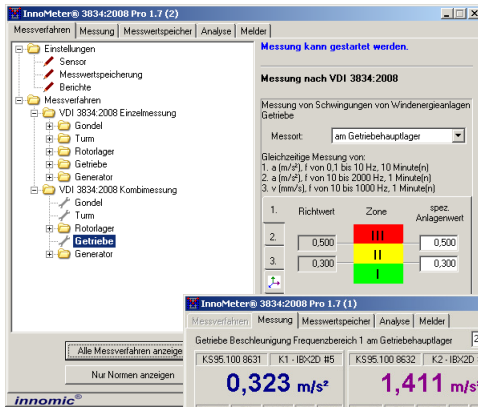 InnoMeter® 3834:2008 Pro 1.7 (2)
Messverfahren Messung Messwertspeicher Analyse Melder
Einstellungen
Sensor
Messwertspeicherung
Berichte
Messverfahren
VDI 3834:2008 Einzelmessung
Gondel
Turm
Rotorlager
Getriebe
Generator
VDI 3834:2008 Kombimessung
Gondel
Turm
Rotorlager
Getriebe
Generator
Alle Messverfahren anzeige
Nur Normen anzeigen
innomic®
Messung kann gestartet werden.
Messung nach VDI 3834:2008
Messung von Schwingungen von Windenergieanlagen
Getriebe
Messort: am Getriebehauptlager
Gleichzeitige Messung von:
1. a (m/s²), f von 0,1 bis 10 Hz, 10 Minute(n)
2. a (m/s²), f von 10 bis 2000 Hz, 1 Minute(n)
3. v (mm/s), f von 10 bis 1000 Hz, 1 Minute(n)
1. Richtwert Zone spez. Anlagenwert
2. 0,500 III 0,500
3. 0,300 II 0,300
I
InnoMeter® 3834:2008 Pro 1.7 (1)
Messverfahren Messung Messwertspeicher Analyse Melder
Getriebe Beschleunigung Frequenzbereich 1 am Getriebehauptlager 2
KS95.100 8631 K1 - IBX2D #5 KS95.100 8632 K2 - IBX2D
0,323 m/s² 1,411 m/s